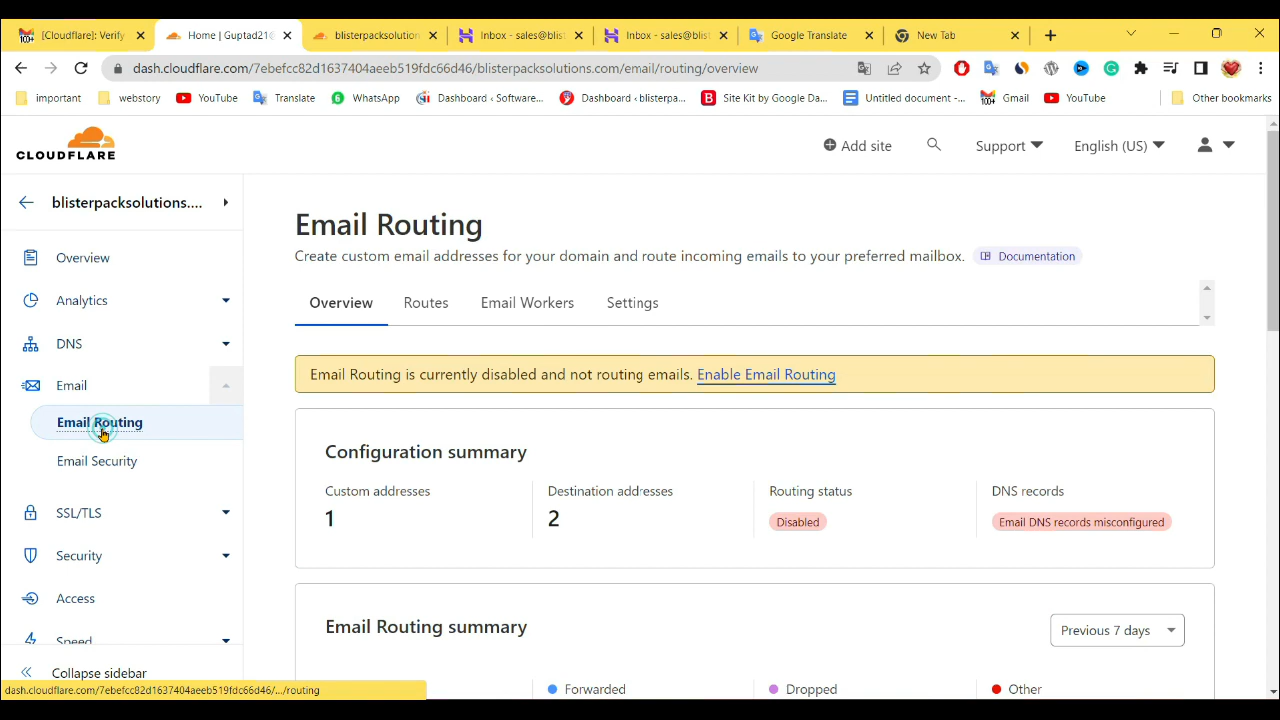 [Cloudflare]: Verify
Home | Guptad21@
blisterpacksolution
Inbox - sales@blist
Inbox - sales@blist
Google Translate
New Tab
dash.cloudflare.com/7ebefcc82d1637404aeeb519fdc66d46/blisterpacksolutions.com/email/routing/overview
important
webstory
YouTube
Translate
WhatsApp
Dashboard ‹ Software...
Dashboard ‹ blisterpa...
Site Kit by Google Da...
Untitled document -...
Gmail
YouTube
Other bookmarks
CLOUDFLARE
Add site
Support
English (US)
blisterpacksolutions....
Overview
Analytics
DNS
Email
Email Routing
Email Security
SSL/TLS
Security
Access
Speed
Collapse sidebar
Email Routing
Create custom email addresses for your domain and route incoming emails to your preferred mailbox. Documentation
Overview Routes Email Workers Settings
Email Routing is currently disabled and not routing emails. Enable Email Routing
Configuration summary
Custom addresses
1
Destination addresses
2
Routing status
Disabled
DNS records
Email DNS records misconfigured
Email Routing summary
Previous 7 days
Forwarded
Dropped
Other
dash.cloudflare.com/7ebefcc82d1637404aeeb519fdc66d46/.../routing